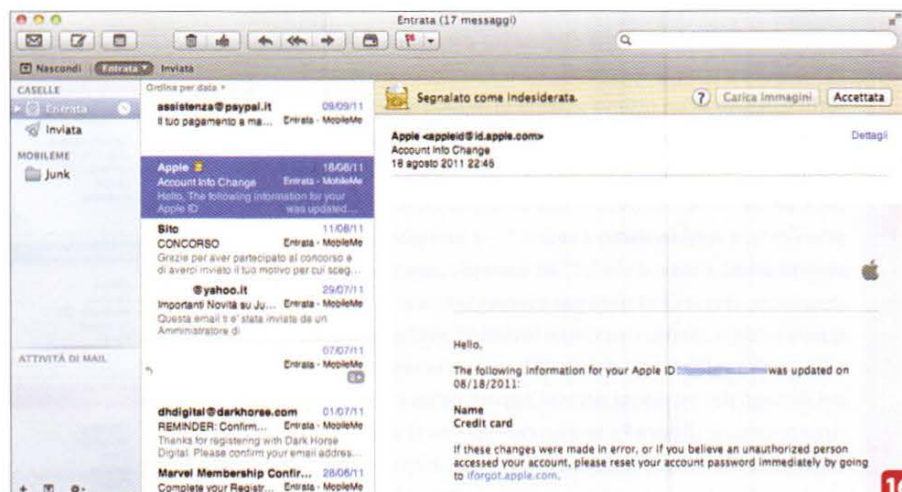 Entrata (17 messaggi)
Nascondi Entrata Inviata
CASELLE
Entrata
Inviata
MOBILEME
Junk
ATTIVITÀ DI MAIL
Ordina per data
assistenza@paypal.it 09/09/11
Il tuo pagamento a ma... Entrata - MobileMe
Apple 18/08/11
Account Info Change Entrata - MobileMe
Hello, The following information for your
Apple ID was updated...
Sito 11/08/11
CONCORSO Entrata - MobileMe
Grazie per aver partecipato al concorso e
di averci inviato il tuo motivo per cui sceg...
@yahoo.it 29/07/11
Importanti Novità su Ju... Entrata - MobileMe
Questa email ti e' stata inviata da un
Amministratore di
07/07/11
Entrata - MobileMe
dhdigital@darkhorse.com 01/07/11
REMINDER: Confirm... Entrata - MobileMe
Thanks for registering with Dark Horse
Digital. Please confirm your email addres...
Marvel Membership Confir... 28/06/11
Complete your Registr... Entrata - MobileMe
Segnalato come indesiderata. ? Carica Immagini Accettata
Apple <appleid@id.apple.com> Dettagli
Account Info Change
18 agosto 2011 22:46
Hello,
The following information for your Apple ID was updated on
08/18/2011:
Name
Credit card
If these changes were made in error, or if you believe an unauthorized person
accessed your account, please reset your account password immediately by going
to iforgot.apple.com.